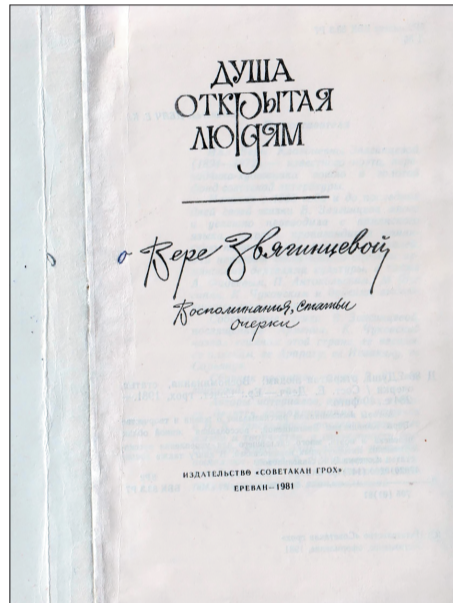 ДУША
ОТКРЫТАЯ
ЛЮДЯМ
о Вере Звягинцевой
Воспоминания, статьи
очерки
ИЗДАТЕЛЬСТВО «СОВЕТАКАН ГРОХ»
ЕРЕВАН—1981